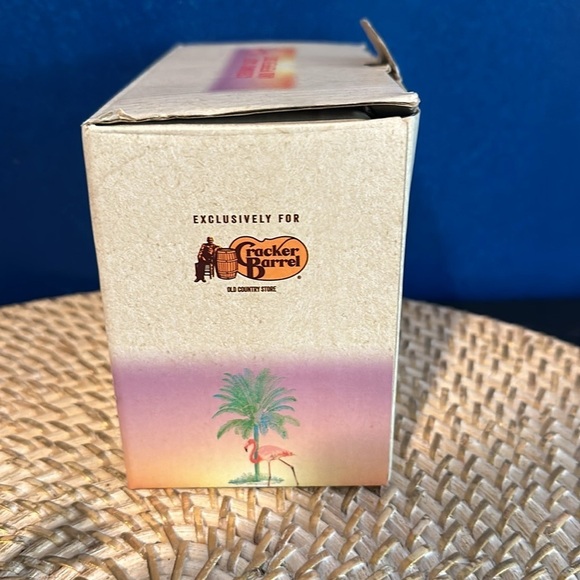 EXCLUSIVELY FOR
Cracker
Barrel
®
OLD COUNTRY STORE